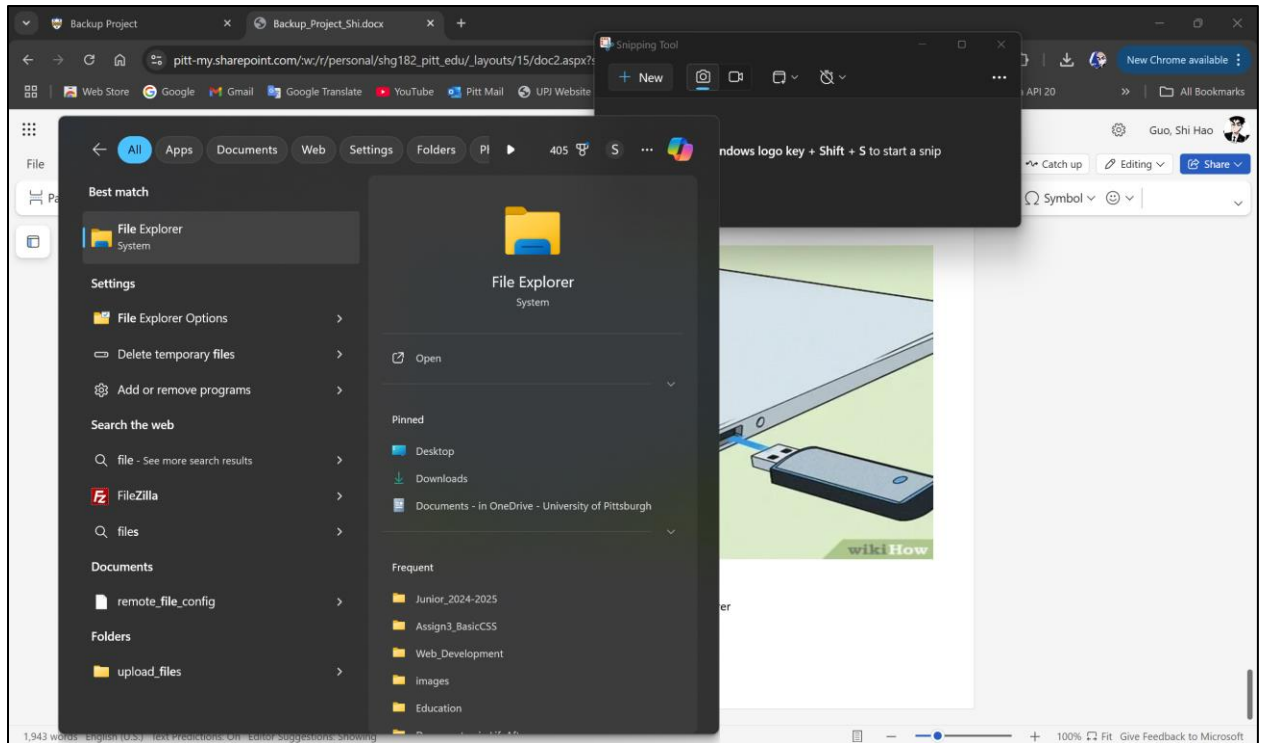 Backup Project
Backup_Project_Shi.docx
pitt-my.sharepoint.com/:w:/r/personal/shg182_pitt_edu/_layouts/15/doc2.aspx?s
New Chrome available
Web Store
Google
Gmail
Google Translate
YouTube
Pitt Mail
UPJ Website
API 20
All Bookmarks
Snipping Tool
New
ndows logo key + Shift + S to start a snip
Guo, Shi Hao
File
Catch up
Editing
Share
Pa
Symbol
All
Apps
Documents
Web
Settings
Folders
405
S
Best match
File Explorer
System
Settings
File Explorer Options
Delete temporary files
Add or remove programs
Search the web
file - See more search results
FileZilla
files
Documents
remote_file_config
Folders
upload_files
File Explorer
System
Open
Pinned
Desktop
Downloads
Documents - in OneDrive - University of Pittsburgh
Frequent
Junior_2024-2025
Assign3_BasicCSS
Web_Development
images
Education
wikiHow
er
1,943 words English (U.S.) Text Predictions: On Editor Suggestions: Showing
100% Fit Give Feedback to Microsoft